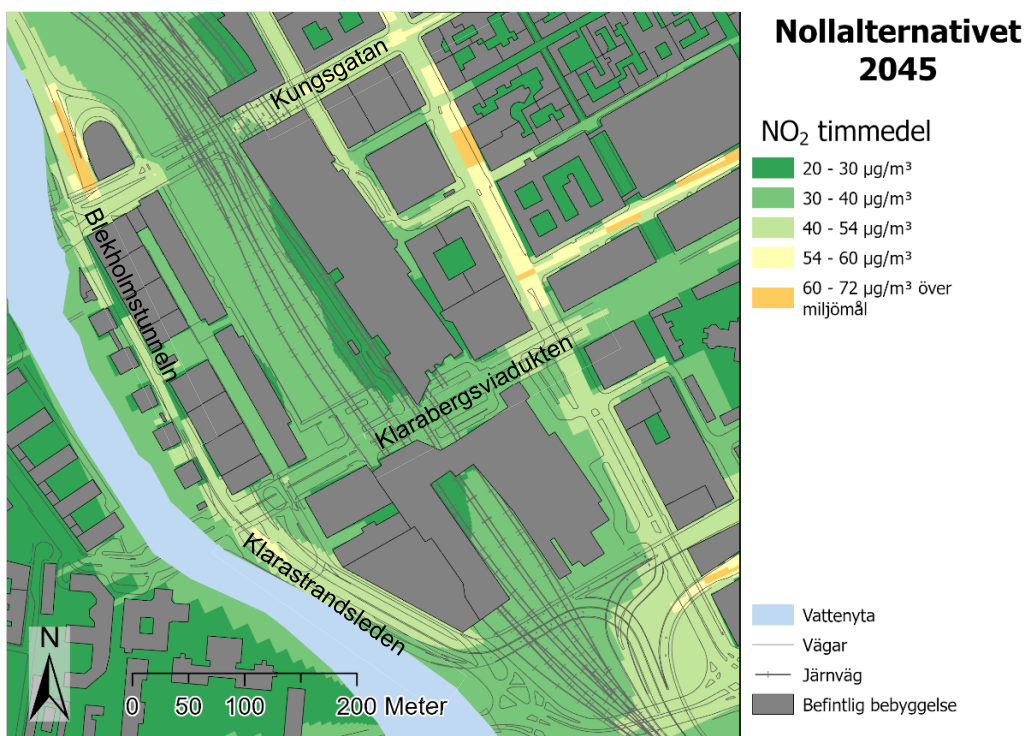 Nollalternativet
2045
NO₂ timmedel
20 - 30 µg/m³
30 - 40 µg/m³
40 - 54 µg/m³
54 - 60 µg/m³
60 - 72 µg/m³ över
miljömål
Kungsgatan
Blekholmstunneln
Klarabergsviadukten
Klarastrandsleden
N
0 50 100 200 Meter
Vattenyta
Vägar
Järnväg
Befintlig bebyggelse